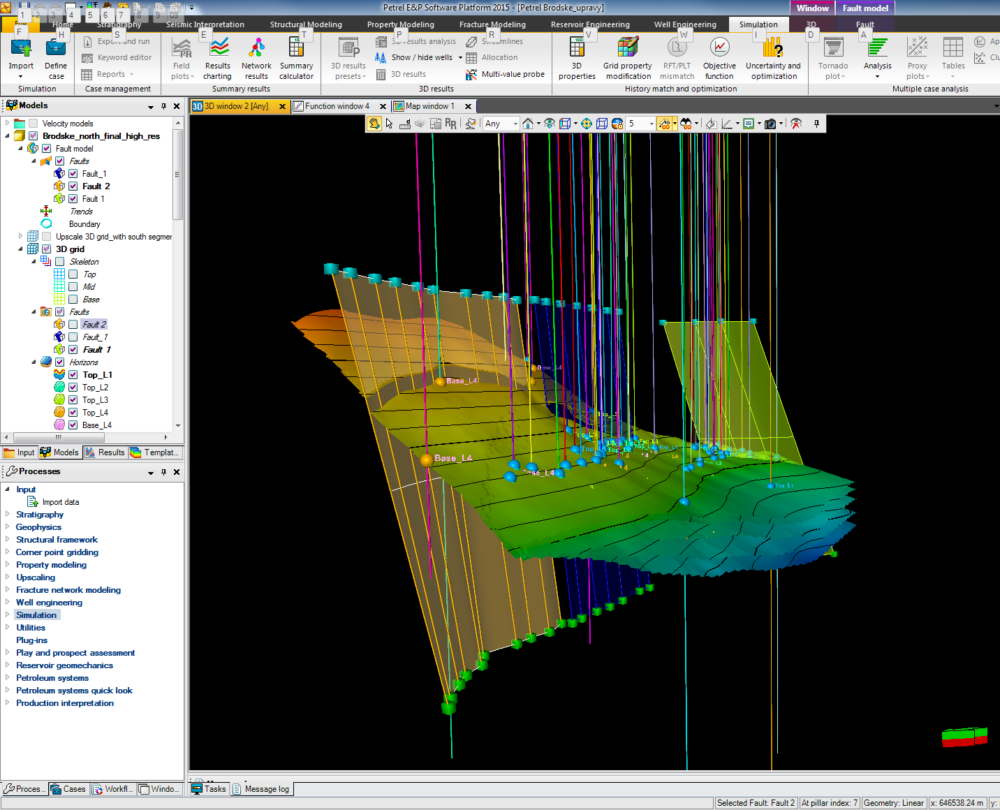 Petrel E&P Software Platform 2015 - [Petrel Brodske_upravy]
Window
Fault model
1 2 3 4 5 6 7 8 9 09
Home Stratigraphy Seismic Interpretation Structural Modeling Property Modeling Fracture Modeling Reservoir Engineering Well Engineering Simulation 3D Fault
F H S E T P R V W I D A
Import
Define case
Export and run
Keyword editor
Reports
Field plots
Results charting
Network results
Summary calculator
3D results presets
3D results analysis
Show / hide wells
3D results
Streamlines
Allocation
Multi-value probe
3D properties
Grid property modification
RFT/PLT mismatch
Objective function
Uncertainty and optimization
Tornado plot
Analysis
Proxy plots
Tables
Simulation
Case management
Summary results
3D results
History match and optimization
Multiple case analysis
Models
3D window 2 [Any]
Function window 4
Map window 1
Any
5
Velocity models
Brodske_north_final_high_res
Fault model
Faults
Fault_1
Fault 2
Fault 1
Trends
Boundary
Upscale 3D grid_with south segmer
3D grid
Skeleton
Top
Mid
Base
Faults
Fault 2
Fault_1
Fault 1
Horizons
Top_L1
Top_L2
Top_L3
Top_L4
Base_L4
Input
Models
Results
Templat...
Processes
Input
Import data
Stratigraphy
Geophysics
Structural framework
Corner point gridding
Property modeling
Upscaling
Fracture network modeling
Well engineering
Simulation
Utilities
Plug-ins
Play and prospect assessment
Reservoir geomechanics
Petroleum systems
Petroleum systems quick look
Production interpretation
Base_L4
Base_L4
Base_L4
Top_L2
Top L1
Proces...
Cases
Workfl...
Windo...
Tasks
Message log
Selected Fault: Fault 2
At pillar index: 7
Geometry: Linear
x: 646538.24 m
y: